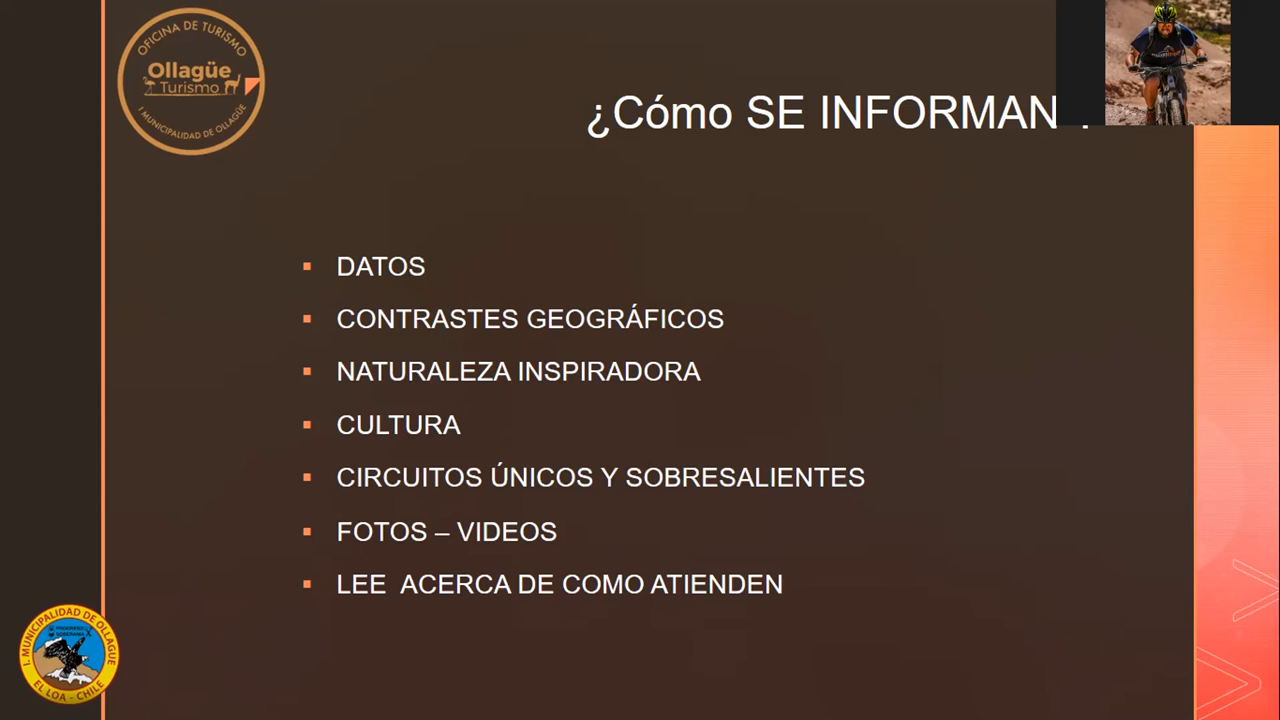 OFICINA DE TURISMO
Ollagüe
Turismo
I. MUNICIPALIDAD DE OLLAGÜE
¿Cómo SE INFORMAN
DATOS
CONTRASTES GEOGRÁFICOS
NATURALEZA INSPIRADORA
CULTURA
CIRCUITOS ÚNICOS Y SOBRESALIENTES
FOTOS – VIDEOS
LEE ACERCA DE COMO ATIENDEN
I. MUNICIPALIDAD DE OLLAGUE
EL LOA - CHILE